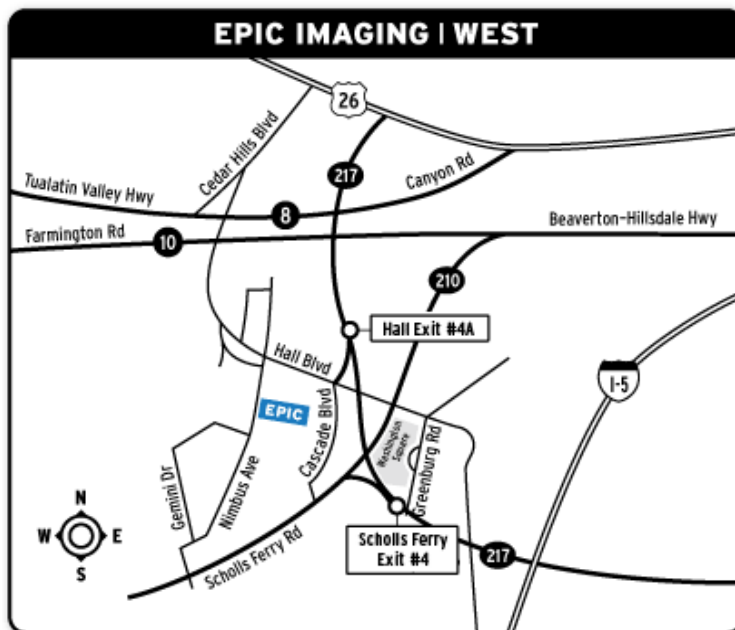 EPIC IMAGING | WEST
26
Cedar Hills Blvd
217
Canyon Rd
Tualatin Valley Hwy
8
Beaverton-Hillsdale Hwy
Farmington Rd
10
210
Hall Exit #4A
Hall Blvd
I-5
EPIC
Cascade Blvd
Washington
Square
Greenburg Rd
Gemini Dr
Nimbus Ave
N
W
E
S
Scholls Ferry Rd
Scholls Ferry
Exit #4
217